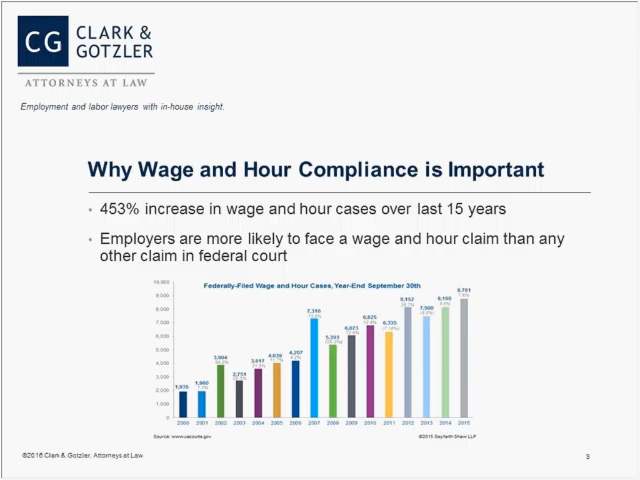 CG CLARK &
GOTZLER
ATTORNEYS AT LAW
Employment and labor lawyers with in-house insight.
Why Wage and Hour Compliance is Important
• 453% increase in wage and hour cases over last 15 years
• Employers are more likely to face a wage and hour claim than any
other claim in federal court
Federally-Filed Wage and Hour Cases, Year-End September 30th
10,000
9,000
8,000
7,000
6,000
5,000
4,000
3,000
2,000
1,000
0
1,935
1,960
3,904
2,751
3,617
4,039
4,207
7,310
5,393
6,073
6,825
6,335
8,152
7,500
8,160
8,781
2000 2001 2002 2003 2004 2005 2006 2007 2008 2009 2010 2011 2012 2013 2014 2015
Source: www.uscourts.gov
©2015 Seyfarth Shaw LLP
©2016 Clark & Gotzler, Attorneys at Law
3